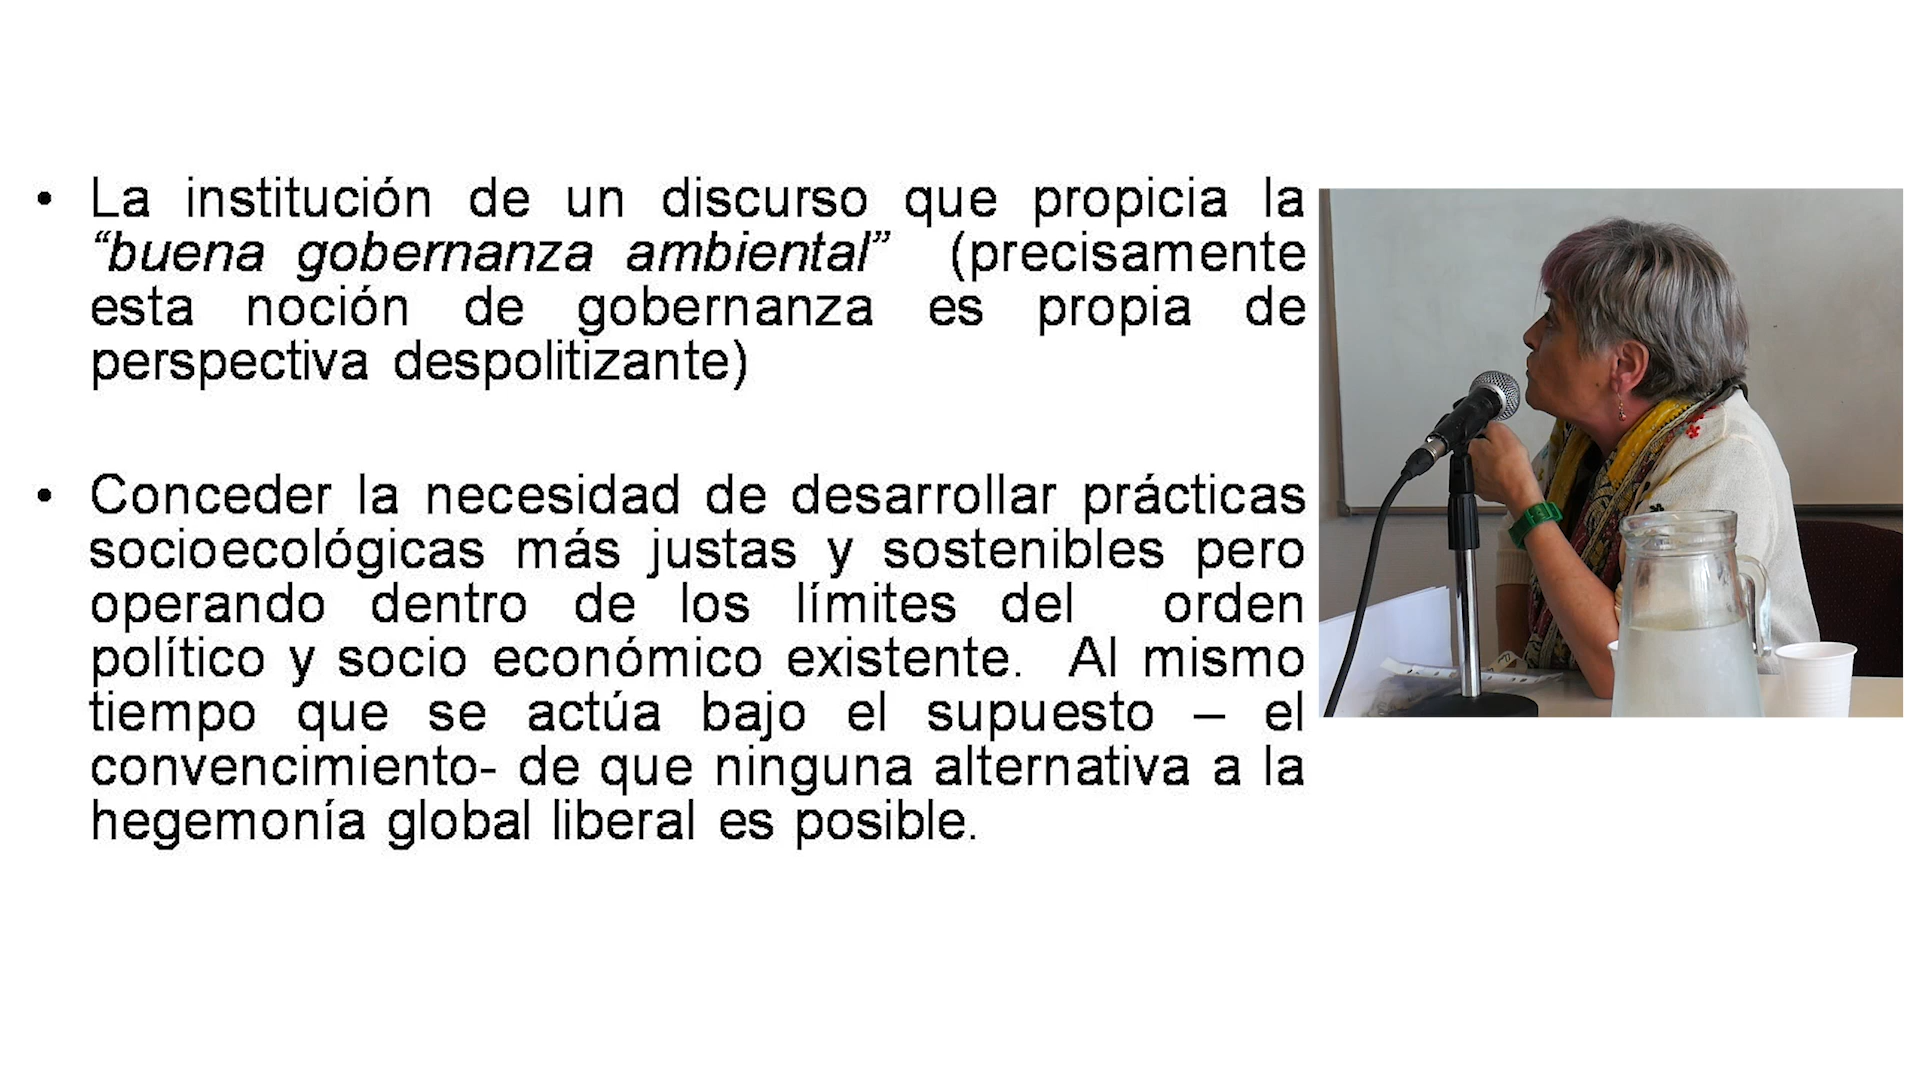 • La institución de un discurso que propicia la
“buena gobernanza ambiental” (precisamente
esta noción de gobernanza es propia de
perspectiva despolitizante)
• Conceder la necesidad de desarrollar prácticas
socioecológicas más justas y sostenibles pero
operando dentro de los límites del orden
político y socio económico existente. Al mismo
tiempo que se actúa bajo el supuesto – el
convencimiento- de que ninguna alternativa a la
hegemonía global liberal es posible.